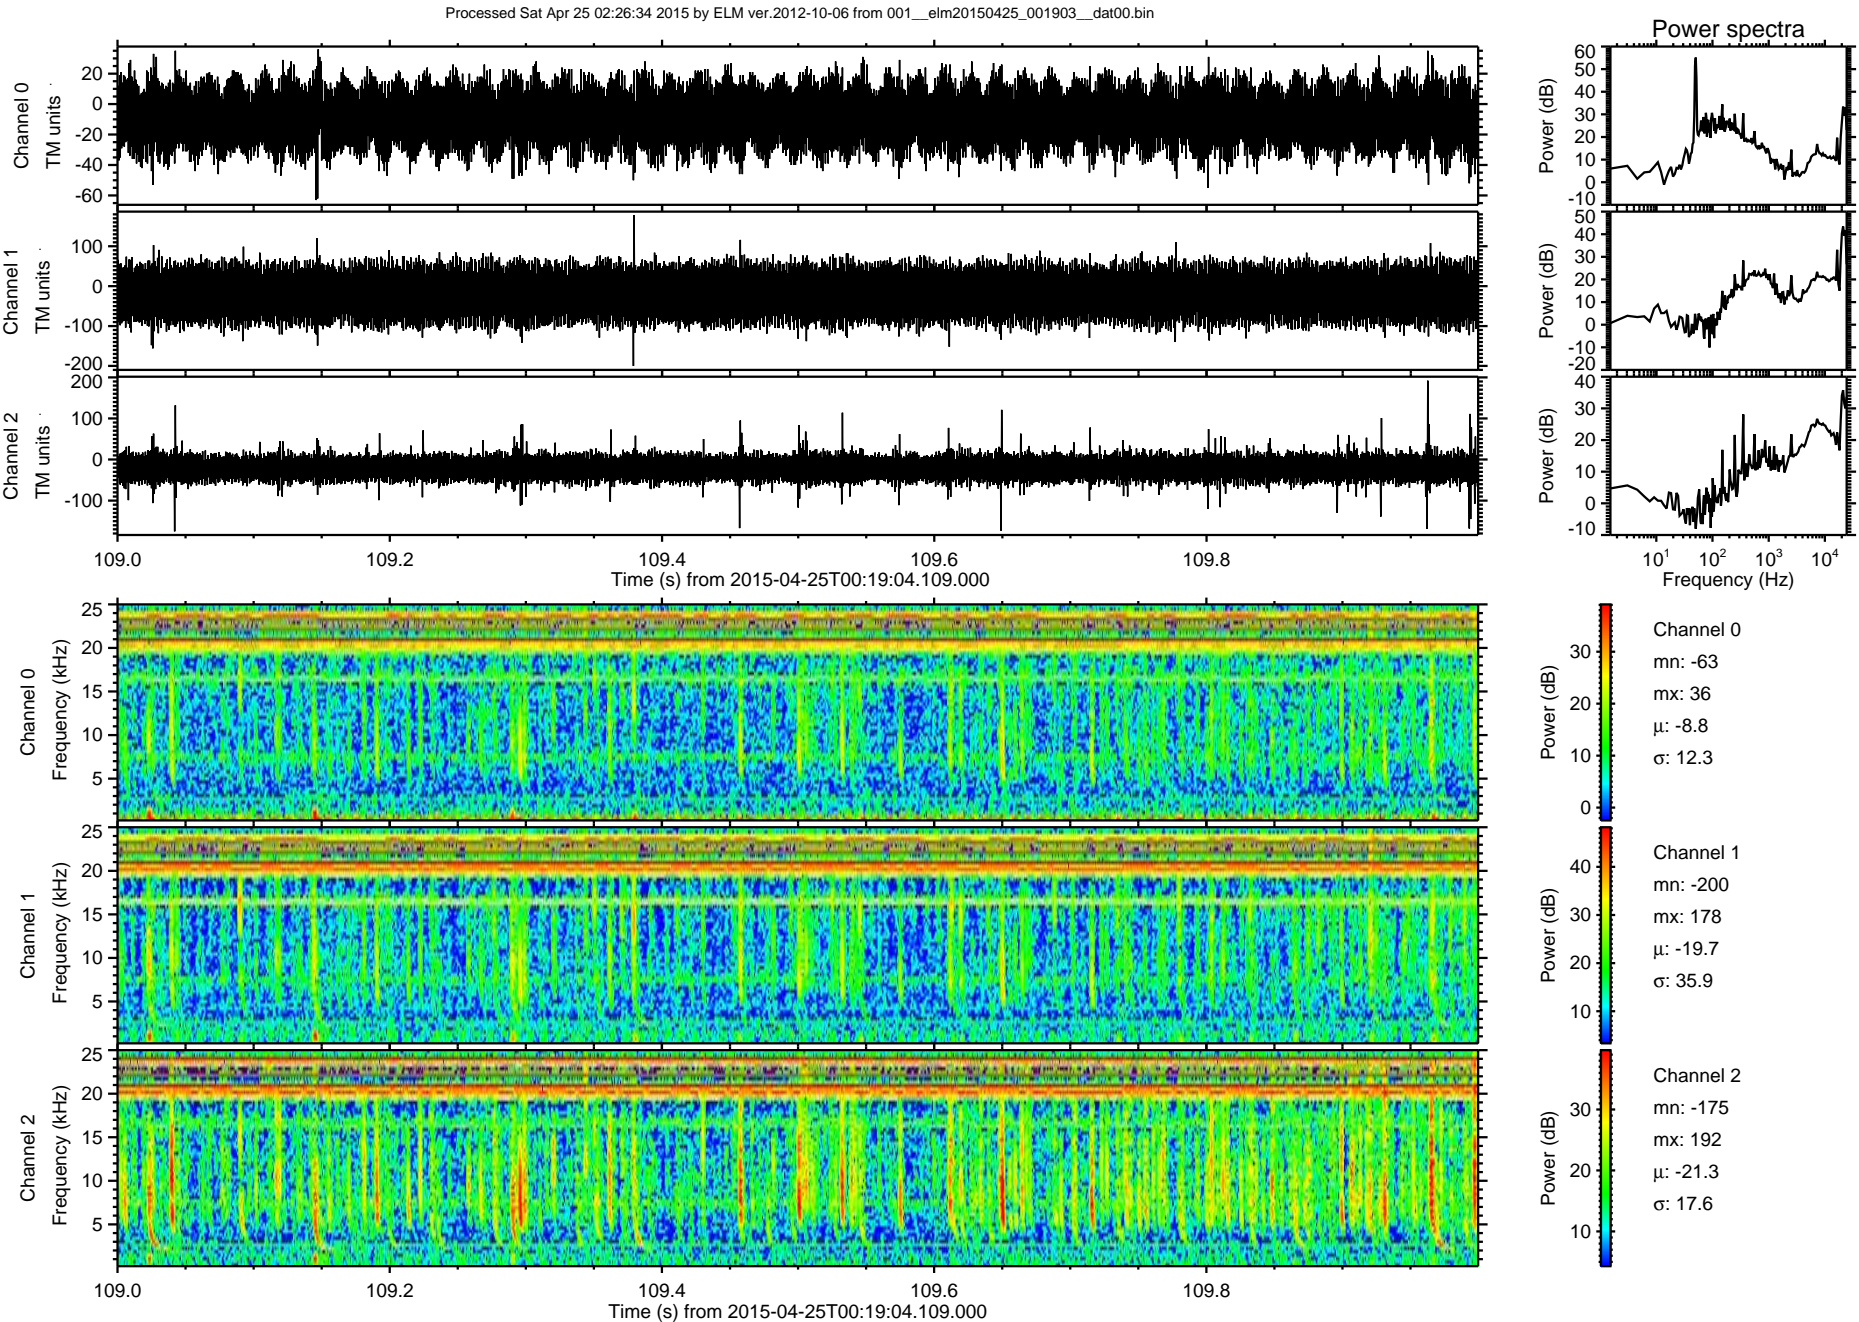 Processed Sat Apr 25 02:26:34 2015 by ELM ver.2012-10-06 from 001__elm20150425_001903__dat00.bin
Power spectra
Channel 0
TM units
20
0
-20
-40
-60
Power (dB)
60
50
40
30
20
10
0
-10
Channel 1
TM units
100
0
-100
-200
Power (dB)
50
40
30
20
10
0
-10
-20
Channel 2
TM units
200
100
0
-100
Power (dB)
40
30
20
10
0
-10
109.0 109.2 109.4 109.6 109.8
Time (s) from 2015-04-25T00:19:04.109.000
10¹ 10² 10³ 10⁴
Frequency (Hz)
Channel 0
Frequency (kHz)
25
20
15
10
5
Power (dB)
30
20
10
0
Channel 0
mn: -63
mx: 36
μ: -8.8
σ: 12.3
Channel 1
Frequency (kHz)
25
20
15
10
5
Power (dB)
40
30
20
10
Channel 1
mn: -200
mx: 178
μ: -19.7
σ: 35.9
Channel 2
Frequency (kHz)
25
20
15
10
5
Power (dB)
30
20
10
Channel 2
mn: -175
mx: 192
μ: -21.3
σ: 17.6
109.0 109.2 109.4 109.6 109.8
Time (s) from 2015-04-25T00:19:04.109.000